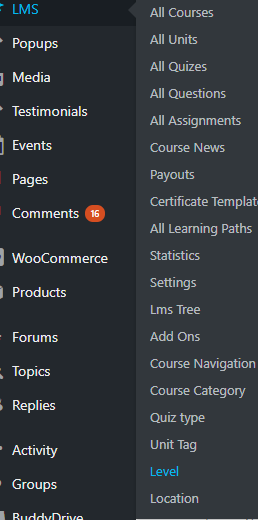 LMS
Popups
Media
Testimonials
Events
Pages
Comments 16
WooCommerce
Products
Forums
Topics
Replies
Activity
Groups
BuddyDrive
All Courses
All Units
All Quizes
All Questions
All Assignments
Course News
Payouts
Certificate Templat
All Learning Paths
Statistics
Settings
Lms Tree
Add Ons
Course Navigation
Course Category
Quiz type
Unit Tag
Level
Location